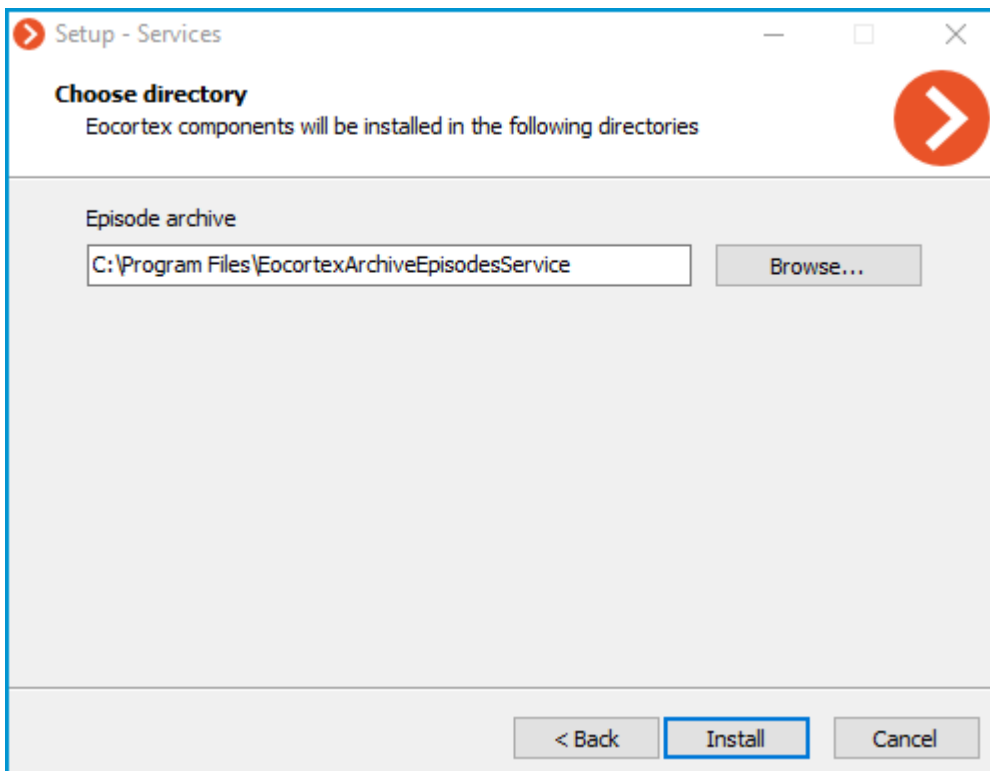 Setup - Services
Choose directory
Eocortex components will be installed in the following directories
Episode archive
C:\Program Files\EocortexArchiveEpisodesService
Browse...
< Back
Install
Cancel